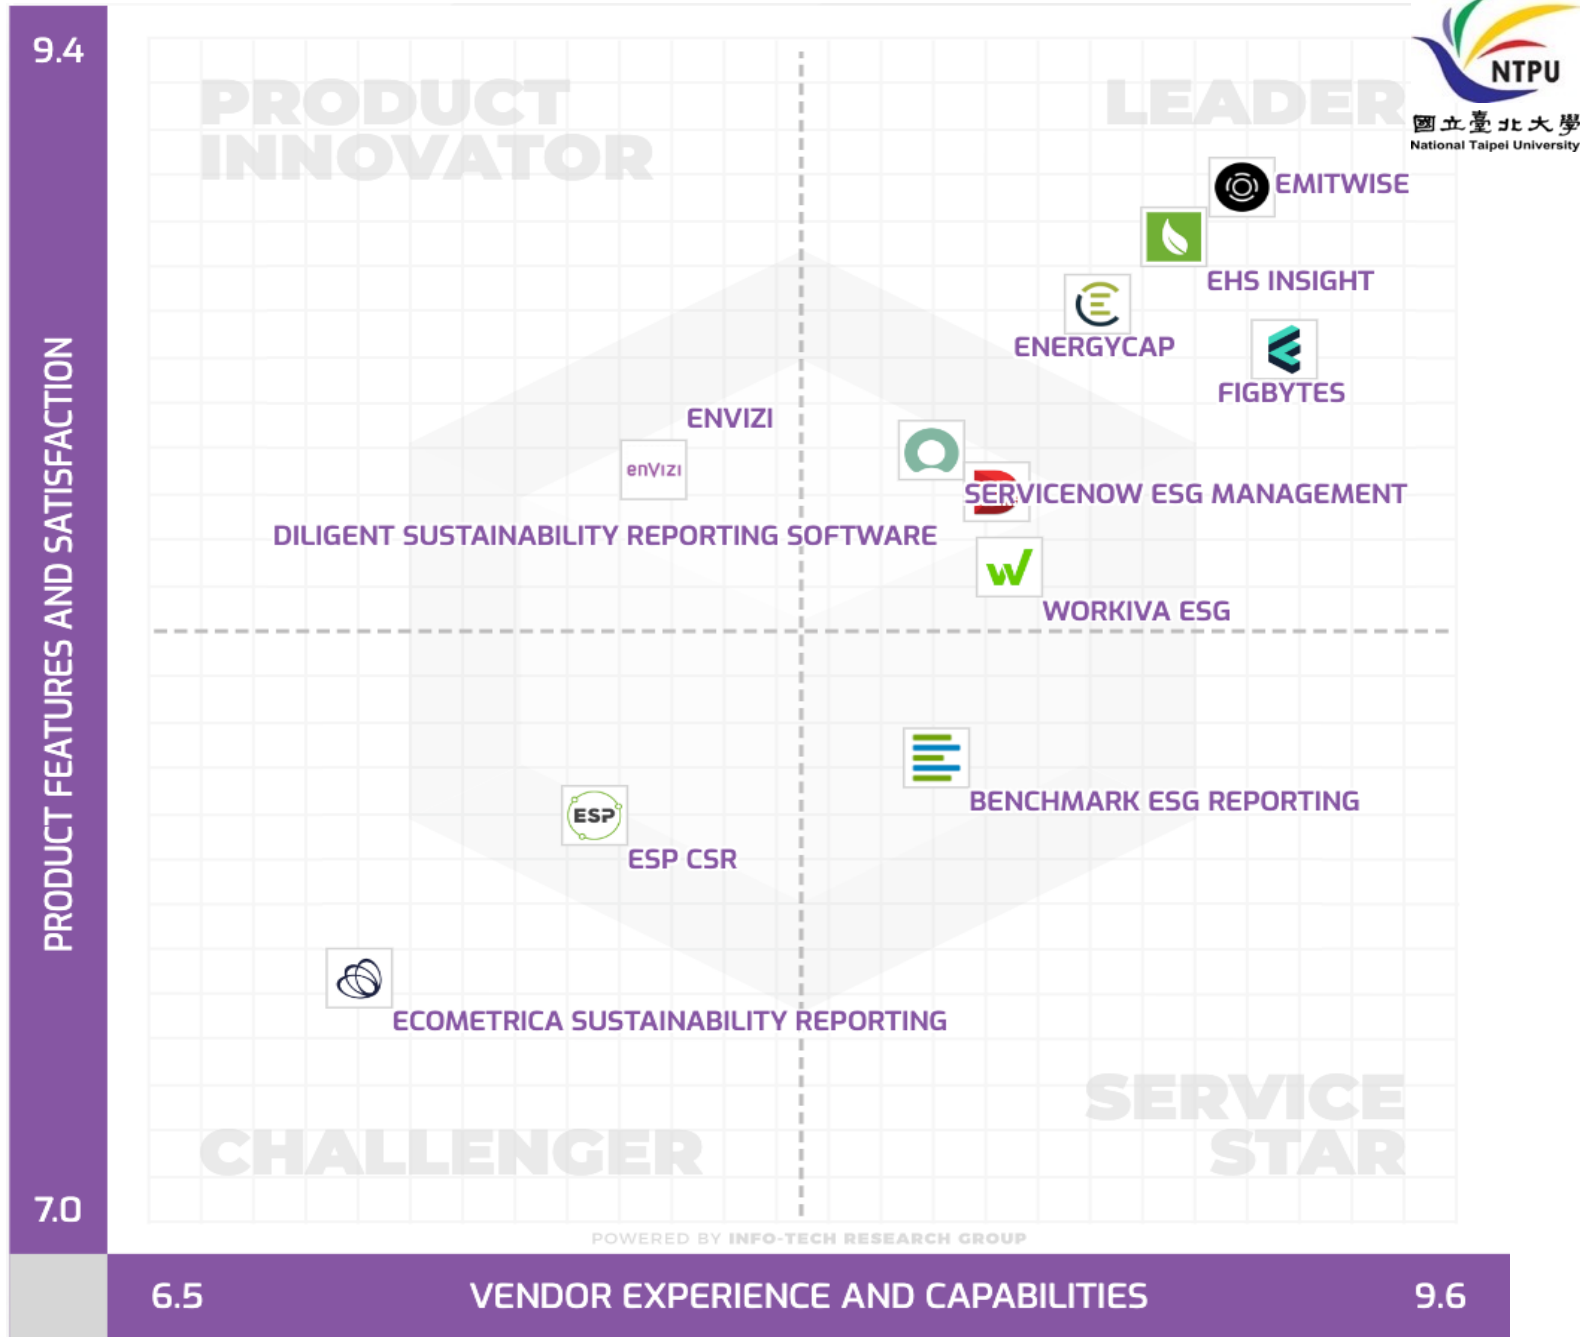 9.4
PRODUCT
INNOVATOR
LEADER
NTPU
國立臺北大學
National Taipei University
EMITWISE
EHS INSIGHT
ENERGYCAP
FIGBYTES
ENVIZI
enVIZI
SERVICENOW ESG MANAGEMENT
DILIGENT SUSTAINABILITY REPORTING SOFTWARE
WORKIVA ESG
PRODUCT FEATURES AND SATISFACTION
BENCHMARK ESG REPORTING
ESP
ESP CSR
ECOMETRICA SUSTAINABILITY REPORTING
CHALLENGER
SERVICE
STAR
7.0
POWERED BY INFO-TECH RESEARCH GROUP
6.5 VENDOR EXPERIENCE AND CAPABILITIES 9.6